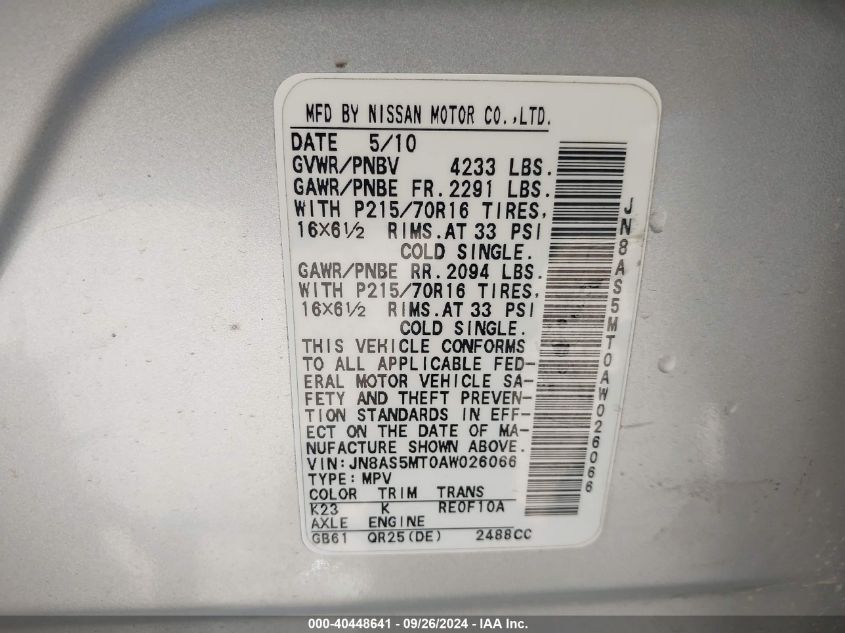 MFD BY NISSAN MOTOR CO.,LTD.
DATE 5/10
GVWR/PNBV 4233 LBS.
GAWR/PNBE FR. 2291 LBS.
WITH P215/70R16 TIRES,
16×6½ RIMS. AT 33 PSI
COLD SINGLE.
GAWR/PNBE RR. 2094 LBS.
WITH P215/70R16 TIRES,
16×6½ RIMS. AT 33 PSI
COLD SINGLE.
THIS VEHICLE CONFORMS
TO ALL APPLICABLE FED-
ERAL MOTOR VEHICLE SA-
FETY AND THEFT PREVEN-
TION STANDARDS IN EFF-
ECT ON THE DATE OF MA-
NUFACTURE SHOWN ABOVE.
VIN:JN8AS5MT0AW026066
TYPE: MPV
COLOR TRIM TRANS
K23 K RE0F10A
AXLE ENGINE
GB61 QR25(DE) 2488CC
JN8AS5MT0AW026066
000-40448641 - 09/26/2024 - IAA Inc.